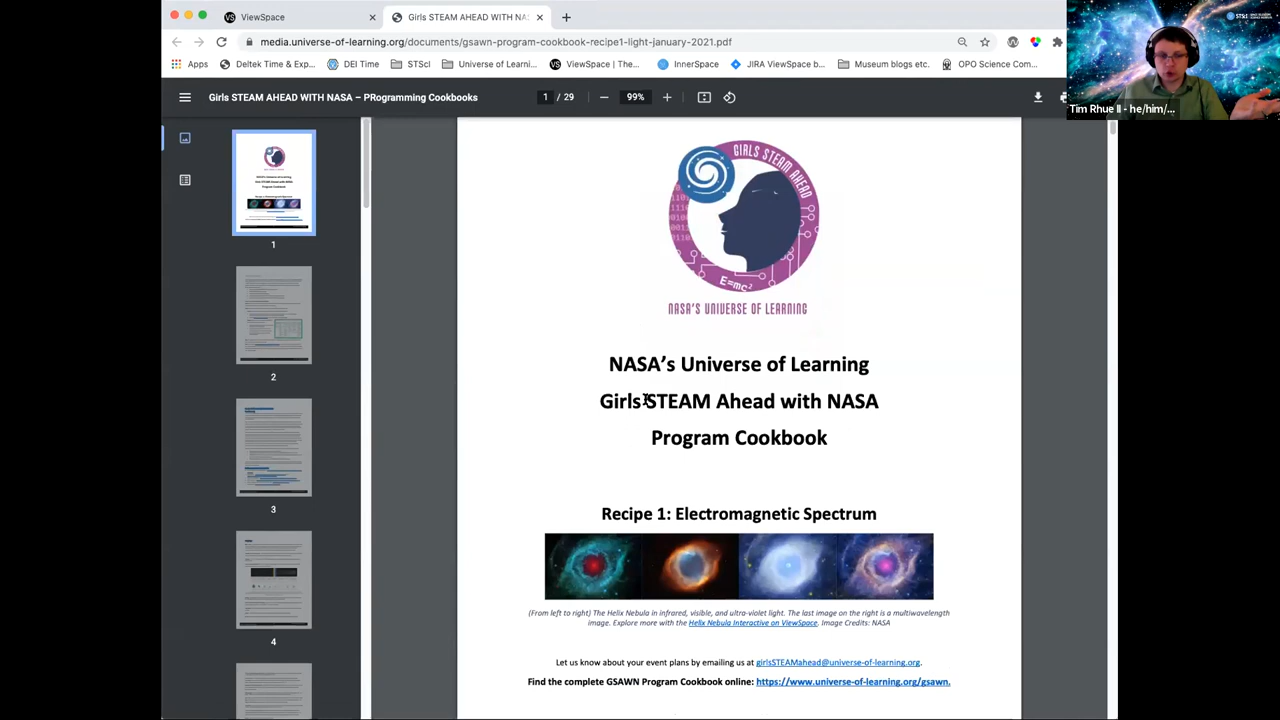 ViewSpace
Girls STEAM AHEAD WITH NA
media.universe-of-learning.org/documents/gsawn-program-cookbook-recipe1-light-january-2021.pdf
Apps
Deltek Time & Exp...
DEI Time
STScI
Universe of Learni...
ViewSpace | The...
InnerSpace
JIRA ViewSpace b...
Museum blogs etc.
OPO Science Com...
STScI
Tim Rhue II - he/him/...
Girls STEAM AHEAD WITH NASA – Programming Cookbooks
1 / 29
99%
GIRLS STEAM AHEAD
E=mc²
NASA'S UNIVERSE OF LEARNING
NASA's Universe of Learning
Girls STEAM Ahead with NASA
Program Cookbook
Recipe 1: Electromagnetic Spectrum
(From left to right) The Helix Nebula in infrared, visible, and ultra-violet light. The last image on the right is a multiwavelength
image. Explore more with the Helix Nebula Interactive on ViewSpace. Image Credits: NASA
Let us know about your event plans by emailing us at girlsSTEAMahead@universe-of-learning.org.
Find the complete GSAWN Program Cookbook online: https://www.universe-of-learning.org/gsawn.
1
2
3
4